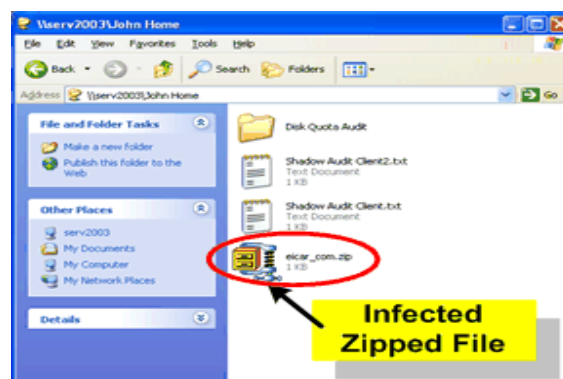 \\serv2003\John Home
File Edit View Favorites Tools Help
Back Search Folders
Address \\serv2003\John Home Go
File and Folder Tasks
Make a new folder
Publish this folder to the
Web
Other Places
serv2003
My Documents
My Computer
My Network Places
Details
Disk Quota Audit
Shadow Audit Client2.txt
Text Document
1 KB
Shadow Audit Client.txt
Text Document
1 KB
eicar_com.zip
1 KB
Infected
Zipped File